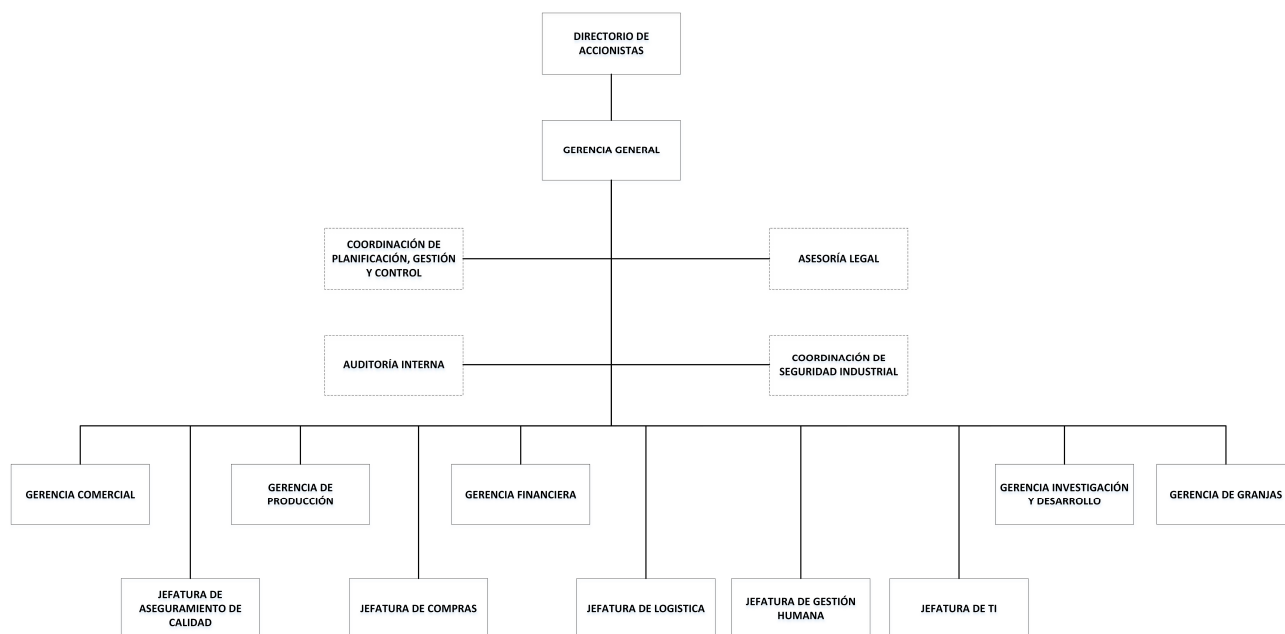 DIRECTORIO DE
ACCIONISTAS
GERENCIA GENERAL
COORDINACIÓN DE
PLANIFICACIÓN, GESTIÓN
Y CONTROL
ASESORÍA LEGAL
AUDITORÍA INTERNA
COORDINACIÓN DE
SEGURIDAD INDUSTRIAL
GERENCIA COMERCIAL
GERENCIA DE
PRODUCCIÓN
GERENCIA FINANCIERA
GERENCIA INVESTIGACIÓN
Y DESARROLLO
GERENCIA DE GRANJAS
JEFATURA DE
ASEGURAMIENTO DE
CALIDAD
JEFATURA DE COMPRAS
JEFATURA DE LOGISTICA
JEFATURA DE GESTIÓN
HUMANA
JEFATURA DE TI